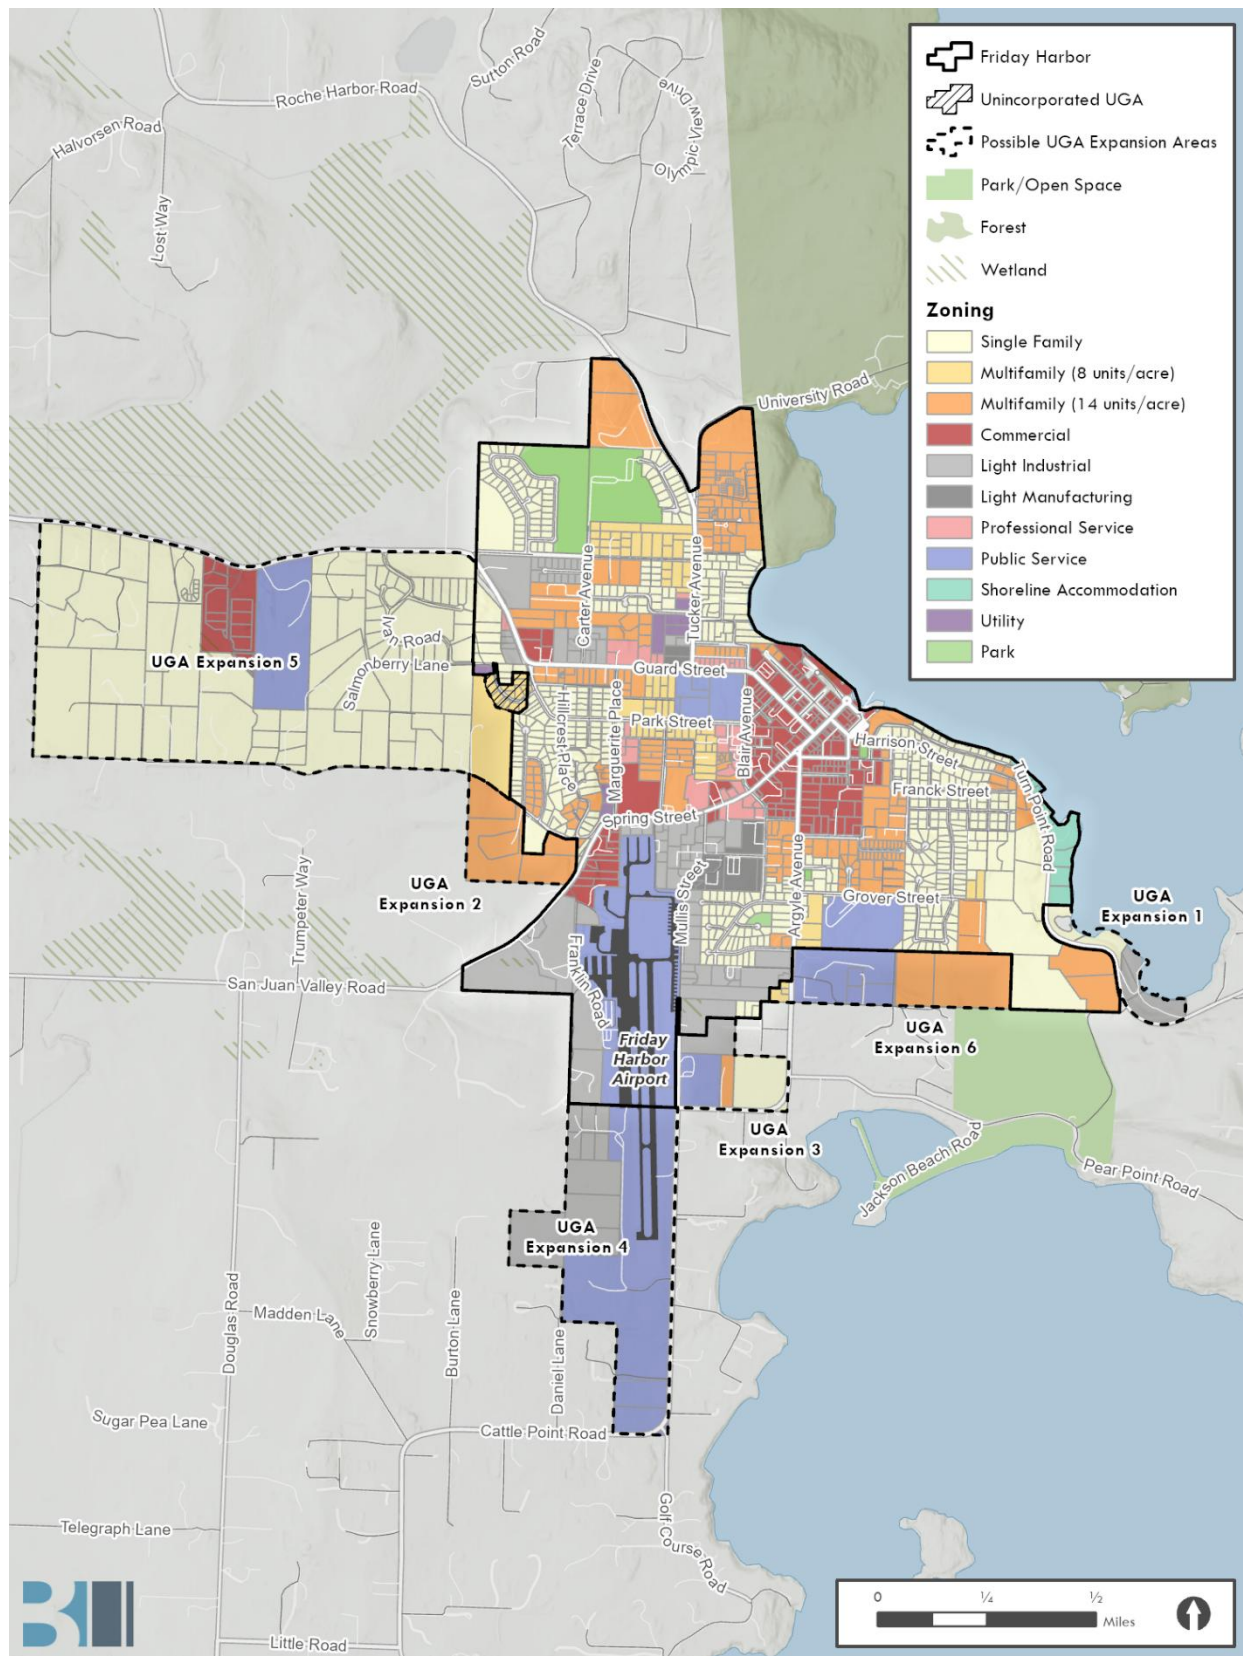 Friday Harbor
Unincorporated UGA
Possible UGA Expansion Areas
Park/Open Space
Forest
Wetland
Zoning
Single Family
Multifamily (8 units/acre)
Multifamily (14 units/acre)
Commercial
Light Industrial
Light Manufacturing
Professional Service
Public Service
Shoreline Accommodation
Utility
Park
Sutton Road
Roche Harbor Road
Terrace Drive
Olympic View Drive
Halvorsen Road
Lost Way
University Road
Carter Avenue
Tucker Avenue
Ivan Road
UGA Expansion 5
Salmonberry Lane
Guard Street
Hillcrest Place
Marguerite Place
Park Street
Blair Avenue
Harrison Street
Franck Street
Turn Point Road
Spring Street
UGA
Expansion 2
Mullis Street
Argyle Avenue
Grover Street
UGA
Expansion 1
Trumpeter Way
San Juan Valley Road
Franklin Road
Friday
Harbor
Airport
UGA
Expansion 6
UGA
Expansion 3
Jackson Beach Road
Pear Point Road
UGA
Expansion 4
Snowberry Lane
Madden Lane
Douglas Road
Burton Lane
Daniel Lane
Sugar Pea Lane
Cattle Point Road
Golf Course Road
Telegraph Lane
Little Road
0 ¼ ½
Miles